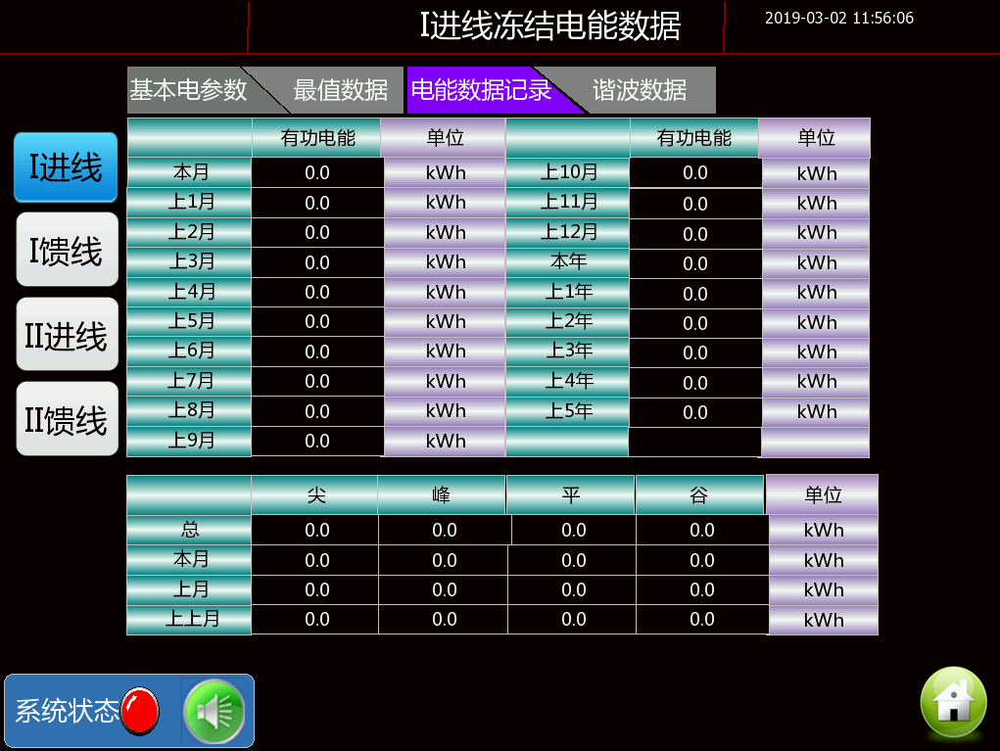 I进线冻结电能数据
2019-03-02 11:56:06
基本电参数 最值数据 电能数据记录 谐波数据
I进线
I馈线
II进线
II馈线
有功电能 单位 有功电能 单位
本月 0.0 kWh 上10月 0.0 kWh
上1月 0.0 kWh 上11月 0.0 kWh
上2月 0.0 kWh 上12月 0.0 kWh
上3月 0.0 kWh 本年 0.0 kWh
上4月 0.0 kWh 上1年 0.0 kWh
上5月 0.0 kWh 上2年 0.0 kWh
上6月 0.0 kWh 上3年 0.0 kWh
上7月 0.0 kWh 上4年 0.0 kWh
上8月 0.0 kWh 上5年 0.0 kWh
上9月 0.0 kWh
尖 峰 平 谷 单位
总 0.0 0.0 0.0 0.0 kWh
本月 0.0 0.0 0.0 0.0 kWh
上月 0.0 0.0 0.0 0.0 kWh
上上月 0.0 0.0 0.0 0.0 kWh
系统状态